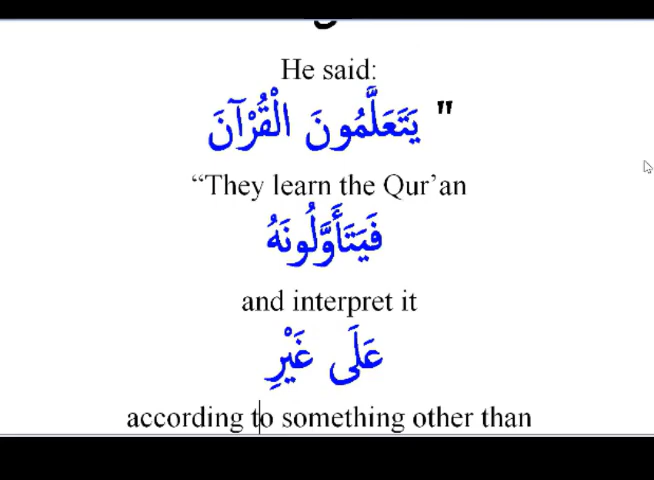 He said:
" يَتَعَلَّمُونَ الْقُرْآنَ
“They learn the Qur’an
فَيَتَأَوَّلُونَهُ
and interpret it
عَلَى غَيْرِ
according to something other than